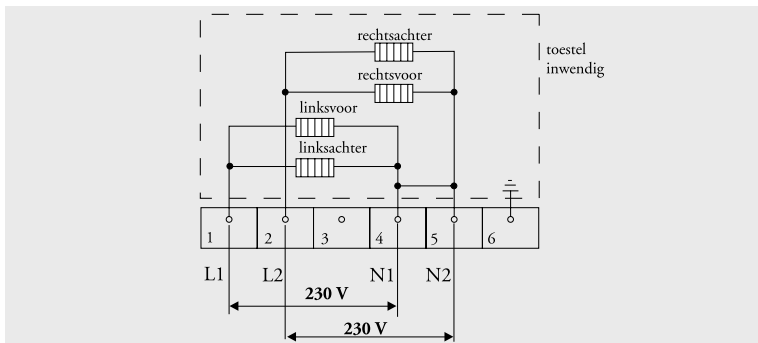 rechtsachter
toestel
inwendig
rechtsvoor
linksvoor
linksachter
1 2 3 4 5 6
L1 L2 N1 N2
230 V
230 V